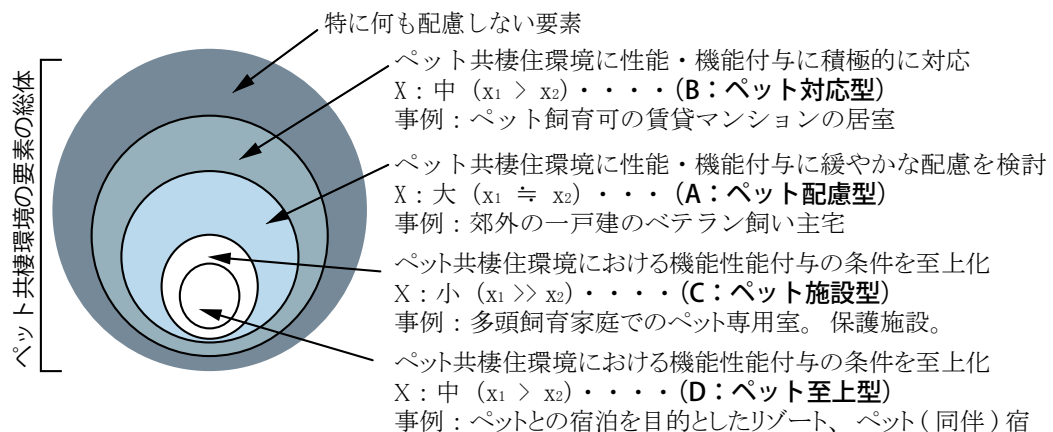 特に何も配慮しない要素
ペット共棲住環境に性能・機能付与に積極的に対応
X：中（x₁ > x₂）・・・・（B：ペット対応型）
事例：ペット飼育可の賃貸マンションの居室
ペット共棲住環境に性能・機能付与に緩やかな配慮を検討
X：大（x₁ ≒ x₂）・・・（A：ペット配慮型）
事例：郊外の一戸建のベテラン飼い主宅
ペット共棲住環境における機能性能付与の条件を至上化
X：小（x₁ >> x₂）・・・・（C：ペット施設型）
事例：多頭飼育家庭でのペット専用室。保護施設。
ペット共棲住環境における機能性能付与の条件を至上化
X：中（x₁ > x₂）・・・・（D：ペット至上型）
事例：ペットとの宿泊を目的としたリゾート、ペット(同伴)宿
ペット共棲環境の要素の総体